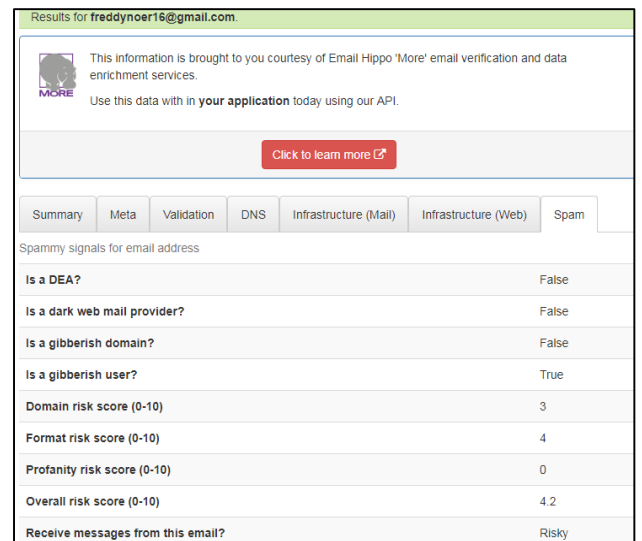 Results for freddynoer16@gmail.com.
This information is brought to you courtesy of Email Hippo 'More' email verification and data
enrichment services.
MORE
Use this data with in your application today using our API.
Click to learn more
Summary Meta Validation DNS Infrastructure (Mail) Infrastructure (Web) Spam
Spammy signals for email address
Is a DEA? False
Is a dark web mail provider? False
Is a gibberish domain? False
Is a gibberish user? True
Domain risk score (0-10) 3
Format risk score (0-10) 4
Profanity risk score (0-10) 0
Overall risk score (0-10) 4.2
Receive messages from this email? Risky